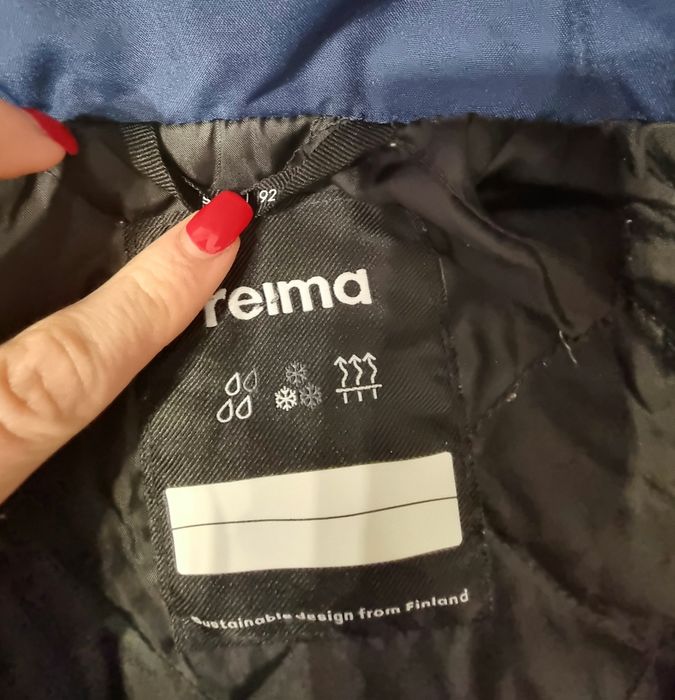 92
reima
Sustainable design from Finland